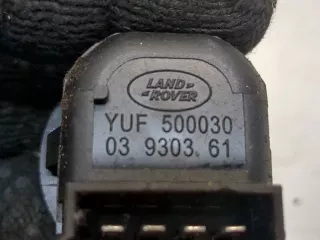 LAND-
-ROVER
YUF 500030
03 9303.61